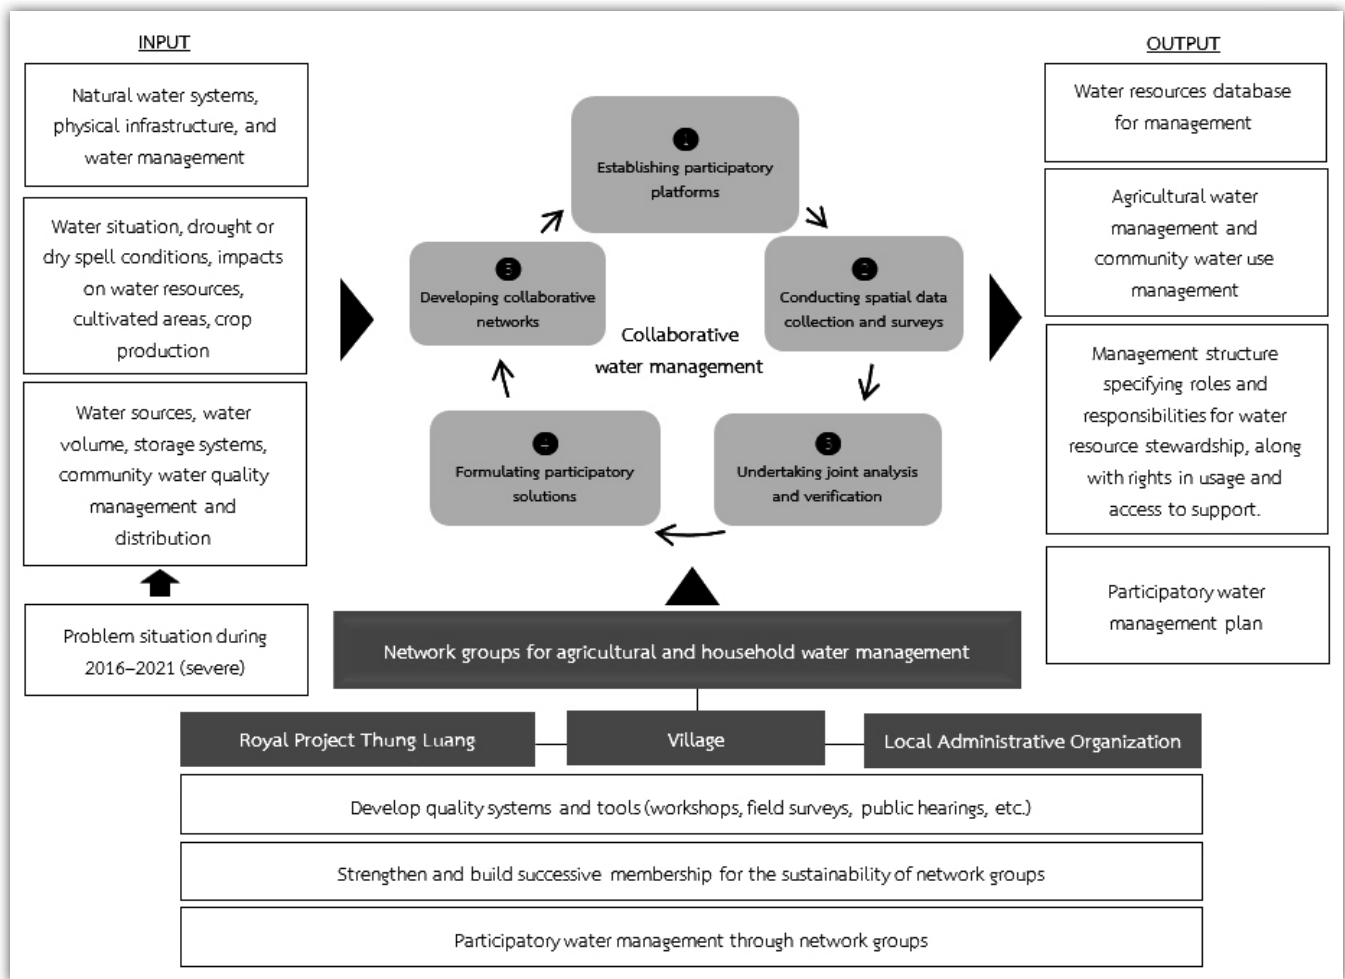 INPUT
Natural water systems,
physical infrastructure, and
water management
Water situation, drought or
dry spell conditions, impacts
on water resources,
cultivated areas, crop
production
Water sources, water
volume, storage systems,
community water quality
management and
distribution
Problem situation during
2016–2021 (severe)
❶
Establishing participatory
platforms
❷
Conducting spatial data
collection and surveys
❸
Undertaking joint analysis
and verification
❹
Formulating participatory
solutions
❺
Developing collaborative
networks
Collaborative
water management
OUTPUT
Water resources database
for management
Agricultural water
management and
community water use
management
Management structure
specifying roles and
responsibilities for water
resource stewardship, along
with rights in usage and
access to support.
Participatory water
management plan
Network groups for agricultural and household water management
Royal Project Thung Luang
Village
Local Administrative Organization
Develop quality systems and tools (workshops, field surveys, public hearings, etc.)
Strengthen and build successive membership for the sustainability of network groups
Participatory water management through network groups